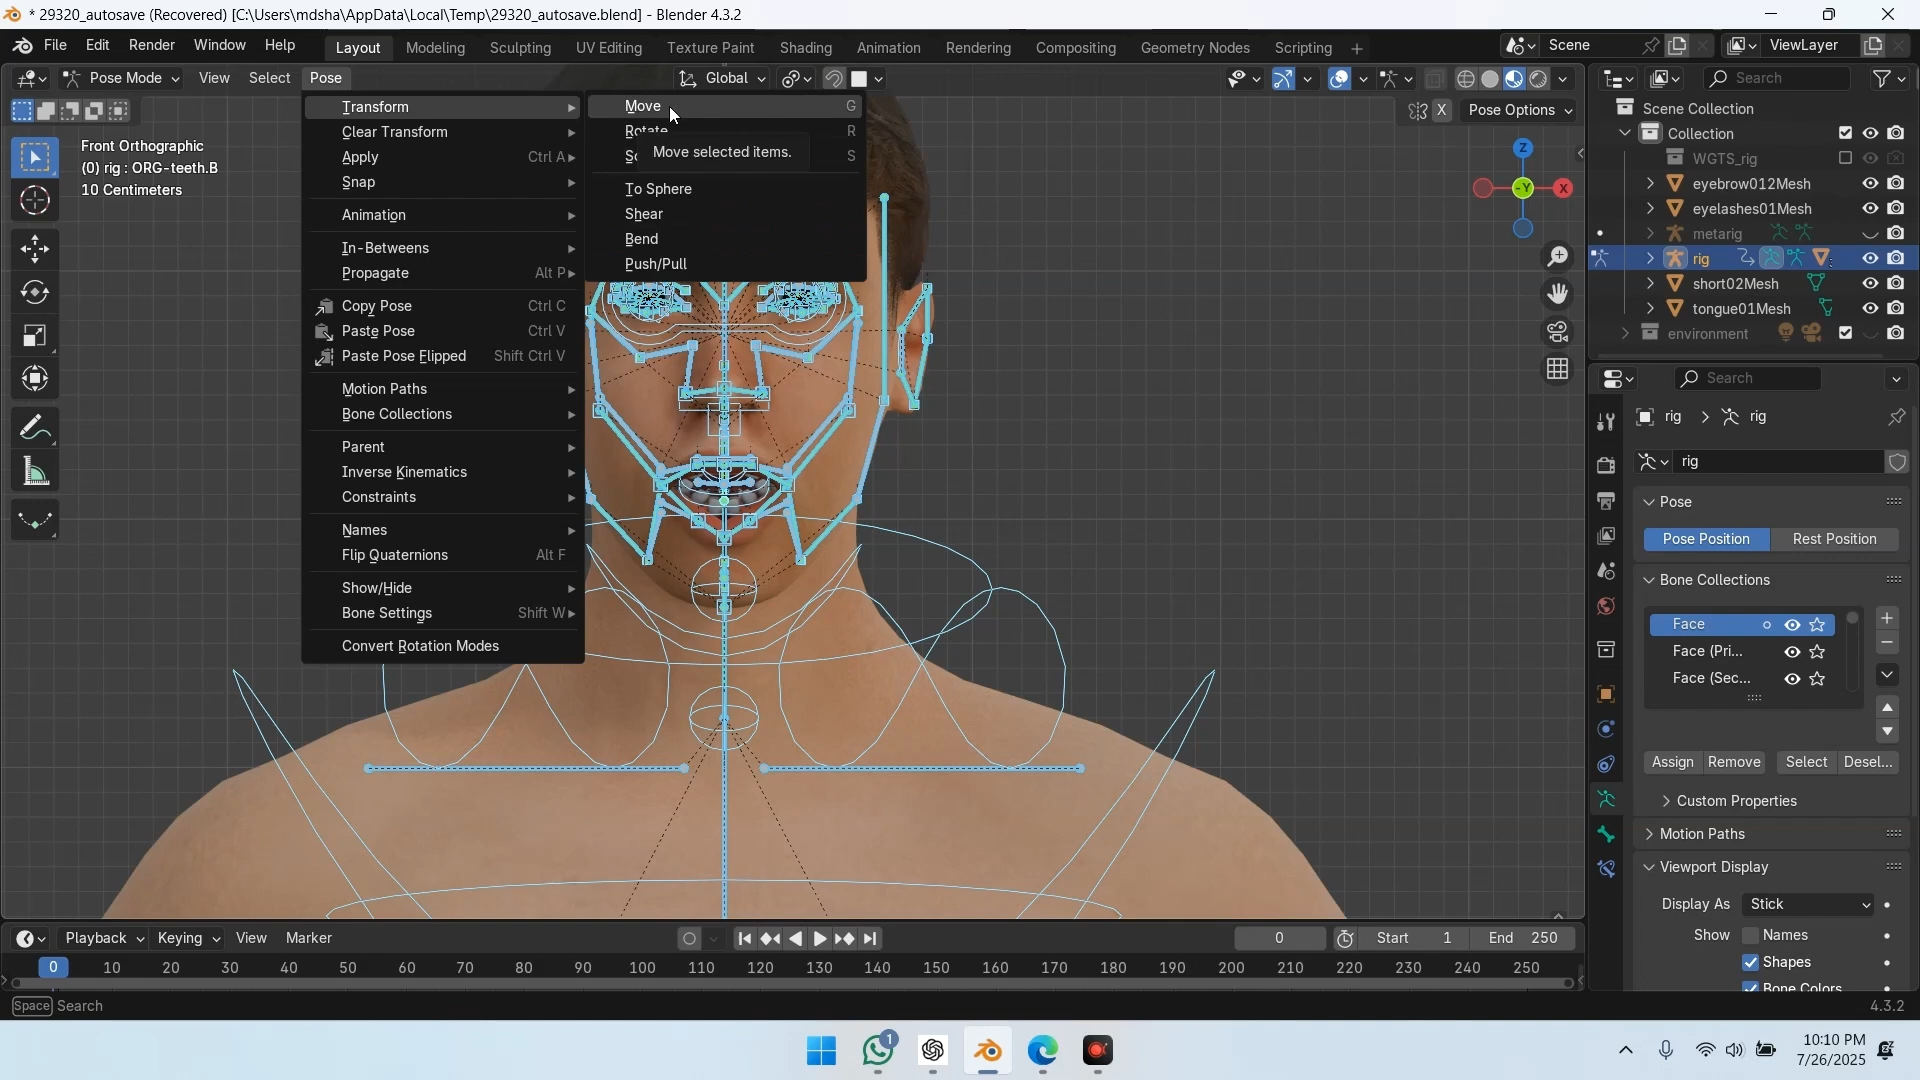 * 29320_autosave (Recovered) [C:\Users\mdsha\AppData\Local\Temp\29320_autosave.blend] - Blender 4.3.2
File Edit Render Window Help Layout Modeling Sculpting UV Editing Texture Paint Shading Animation Rendering Compositing Geometry Nodes Scripting + Scene ViewLayer
Pose Mode View Select Pose Global Search
X Pose Options
Front Orthographic
(0) rig : ORG-teeth.B
10 Centimeters
Transform
Clear Transform
Apply Ctrl A
Snap
Animation
In-Betweens
Propagate Alt P
Copy Pose Ctrl C
Paste Pose Ctrl V
Paste Pose Flipped Shift Ctrl V
Motion Paths
Bone Collections
Parent
Inverse Kinematics
Constraints
Names
Flip Quaternions Alt F
Show/Hide
Bone Settings Shift W
Convert Rotation Modes
Move G
Rotate R
S
Move selected items.
To Sphere
Shear
Bend
Push/Pull
Z
-Y
X
Scene Collection
Collection
WGTS_rig
eyebrow012Mesh
eyelashes01Mesh
metarig
rig
short02Mesh
tongue01Mesh
environment
Search
rig > rig
rig
Pose
Pose Position Rest Position
Bone Collections
Face
Face (Pri...
Face (Sec...
Assign Remove Select Desel...
Custom Properties
Motion Paths
Viewport Display
Display As Stick
Show Names
Shapes
Bone Colors
Playback Keying View Marker 0 Start 1 End 250
0 10 20 30 40 50 60 70 80 90 100 110 120 130 140 150 160 170 180 190 200 210 220 230 240 250
Space Search 4.3.2
1
10:10 PM
7/26/2025